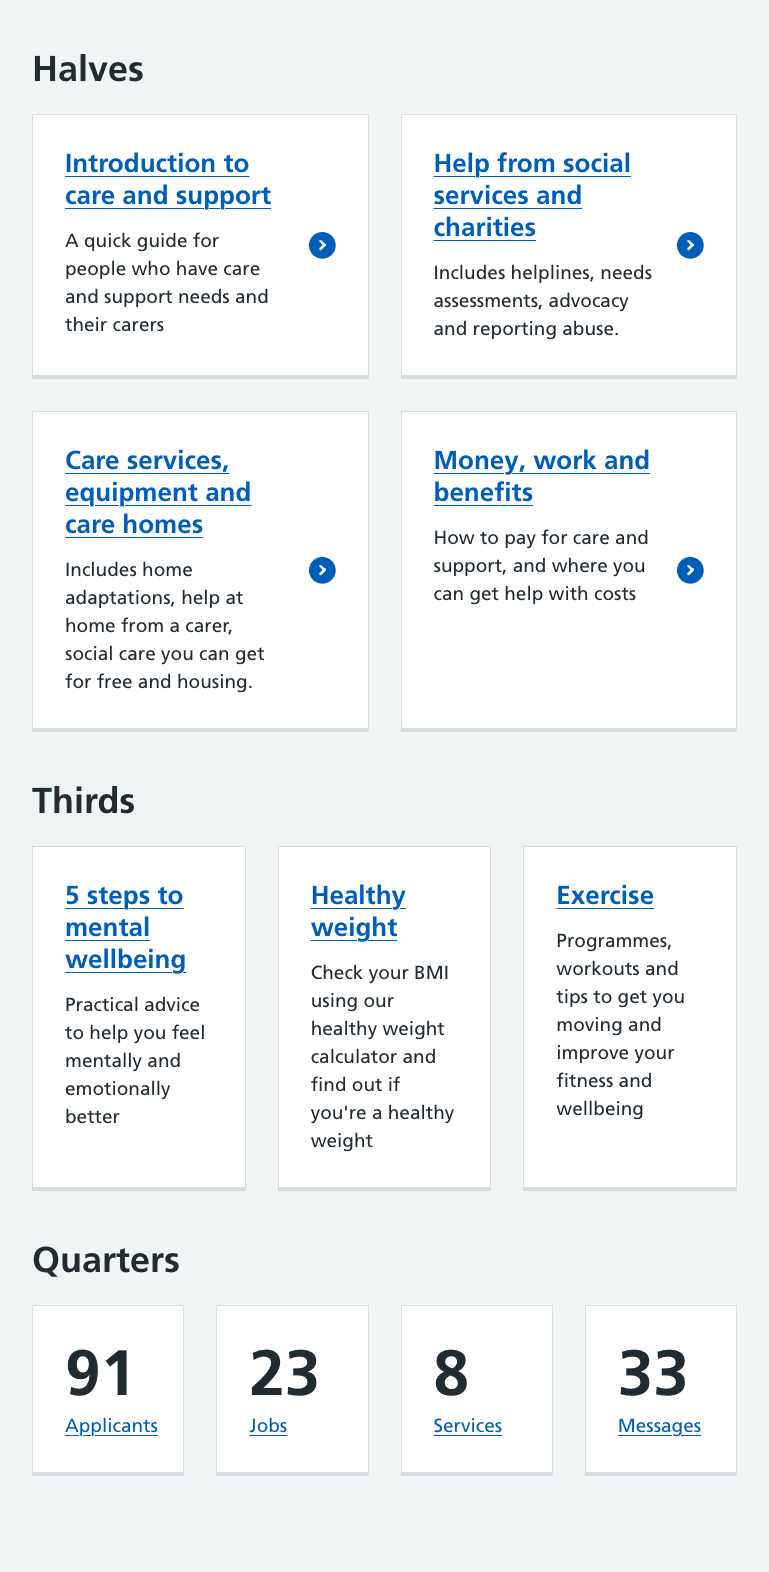 Halves
Introduction to
care and support
A quick guide for
people who have care
and support needs and
their carers
Help from social
services and
charities
Includes helplines, needs
assessments, advocacy
and reporting abuse.
Care services,
equipment and
care homes
Includes home
adaptations, help at
home from a carer,
social care you can get
for free and housing.
Money, work and
benefits
How to pay for care and
support, and where you
can get help with costs
Thirds
5 steps to
mental
wellbeing
Practical advice
to help you feel
mentally and
emotionally
better
Healthy
weight
Check your BMI
using our
healthy weight
calculator and
find out if
you're a healthy
weight
Exercise
Programmes,
workouts and
tips to get you
moving and
improve your
fitness and
wellbeing
Quarters
91
Applicants
23
Jobs
8
Services
33
Messages